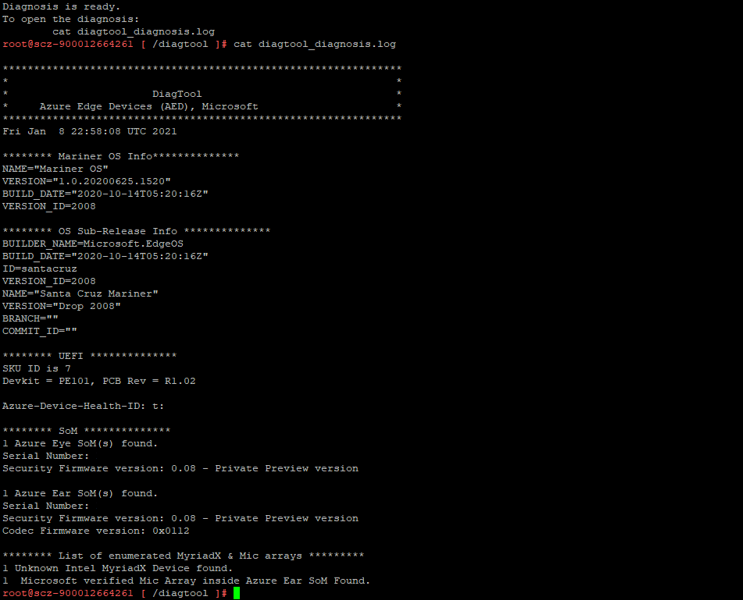 Diagnosis is ready.
To open the diagnosis:
        cat diagtool_diagnosis.log
root@scz-900012664261 [ /diagtool ]# cat diagtool_diagnosis.log

****************************************************************
*                                                              *
*                       DiagTool                               *
*     Azure Edge Devices (AED), Microsoft                      *
****************************************************************
Fri Jan  8 22:58:08 UTC 2021

******** Mariner OS Info**************
NAME="Mariner OS"
VERSION="1.0.20200625.1520"
BUILD_DATE="2020-10-14T05:20:16Z"
VERSION_ID=2008

******** OS Sub-Release Info **************
BUILDER_NAME=Microsoft.EdgeOS
BUILD_DATE="2020-10-14T05:20:16Z"
ID=santacruz
VERSION_ID=2008
NAME="Santa Cruz Mariner"
VERSION="Drop 2008"
BRANCH=""
COMMIT_ID=""

******** UEFI **************
SKU ID is 7
Devkit = PE101, PCB Rev = R1.02

Azure-Device-Health-ID: t:

******** SoM **************
1 Azure Eye SoM(s) found.
Serial Number:
Security Firmware version: 0.08 - Private Preview version

1 Azure Ear SoM(s) found.
Serial Number:
Security Firmware version: 0.08 - Private Preview version
Codec Firmware version: 0x0112

******** List of enumerated MyriadX & Mic arrays *********
1 Unknown Intel MyriadX Device found.
1  Microsoft verified Mic Array inside Azure Ear SoM Found.
root@scz-900012664261 [ /diagtool ]#